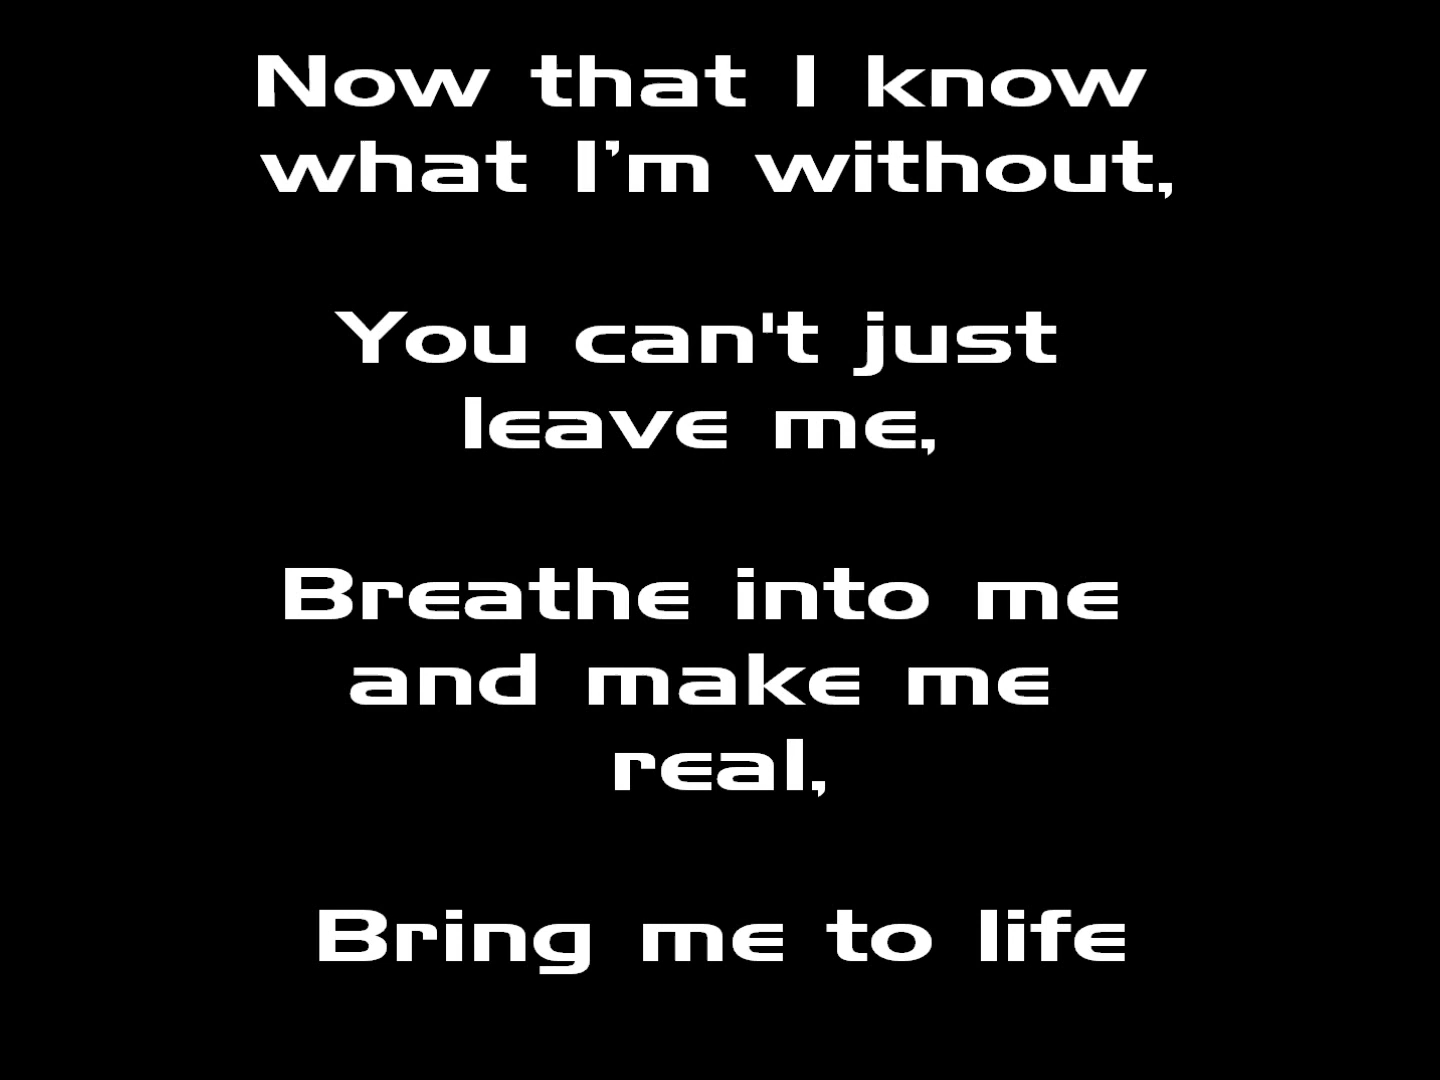 Now that I know
what I’m without,
You can't just
leave me,
Breathe into me
and make me
real,
Bring me to life